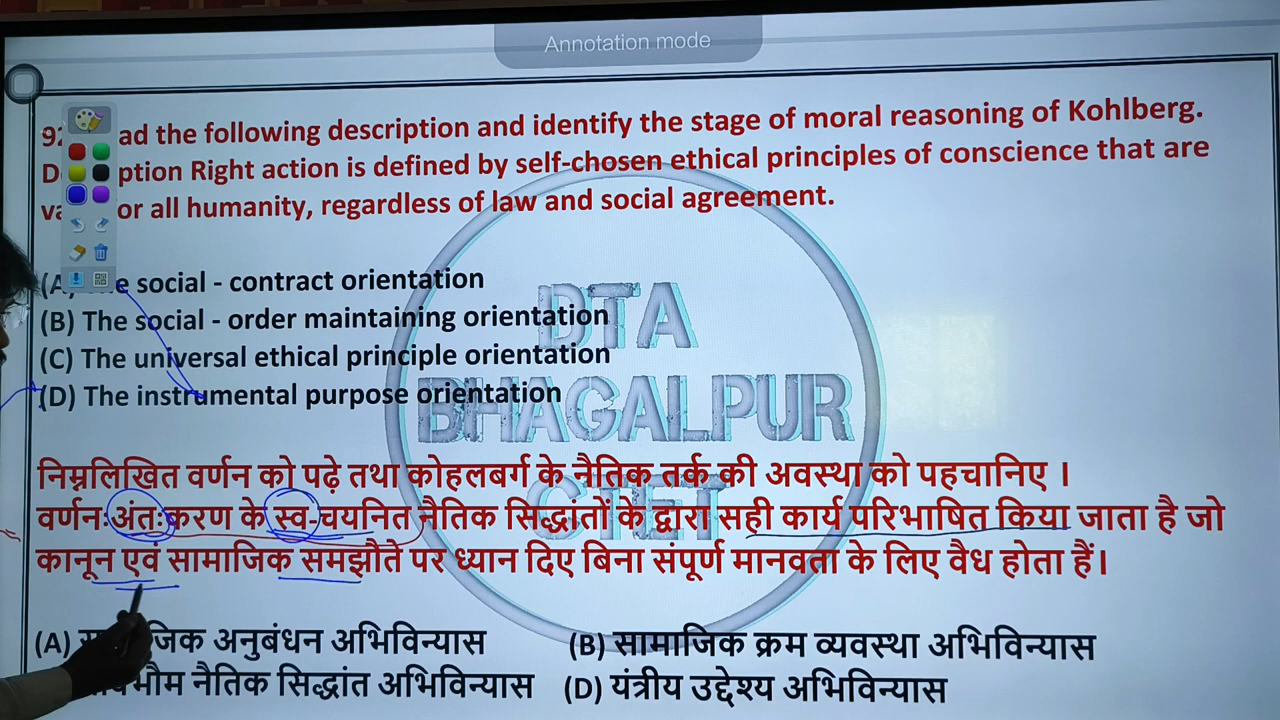 Annotation mode
ad the following description and identify the stage of moral reasoning of Kohlberg.
ption Right action is defined by self-chosen ethical principles of conscience that are
or all humanity, regardless of law and social agreement.
social - contract orientation
(B) The social - order maintaining orientation
(C) The universal ethical principle orientation
(D) The instrumental purpose orientation
DTA
BHAGALPUR
CTET
निम्नलिखित वर्णन को पढ़े तथा कोहलबर्ग के नैतिक तर्क की अवस्था को पहचानिए ।
वर्णनः अंतःकरण के स्व-चयनित नैतिक सिद्धांतों के द्वारा सही कार्य परिभाषित किया जाता है जो
कानून एवं सामाजिक समझौते पर ध्यान दिए बिना संपूर्ण मानवता के लिए वैध होता हैं।
(A) अनुबंधन अभिविन्यास (B) सामाजिक क्रम व्यवस्था अभिविन्यास
नैतिक सिद्धांत अभिविन्यास (D) यंत्रीय उद्देश्य अभिविन्यास